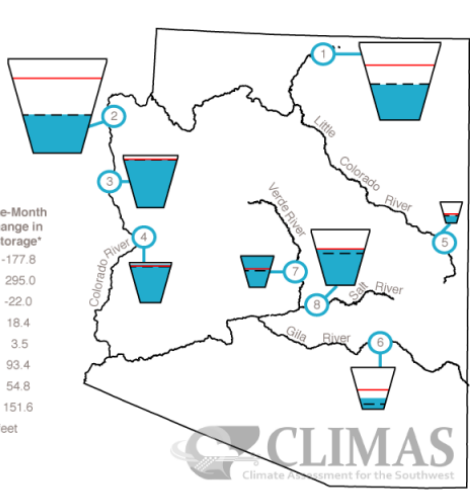 e-Month
ange in
torage*
-177.8
295.0
-22.0
18.4
3.5
93.4
54.8
151.6
eet
1
2
3
4
5
6
7
8
Little
Colorado
River
Verde River
Colorado River
Salt River
Gila River
CLIMAS
Climate Assessment for the Southwest